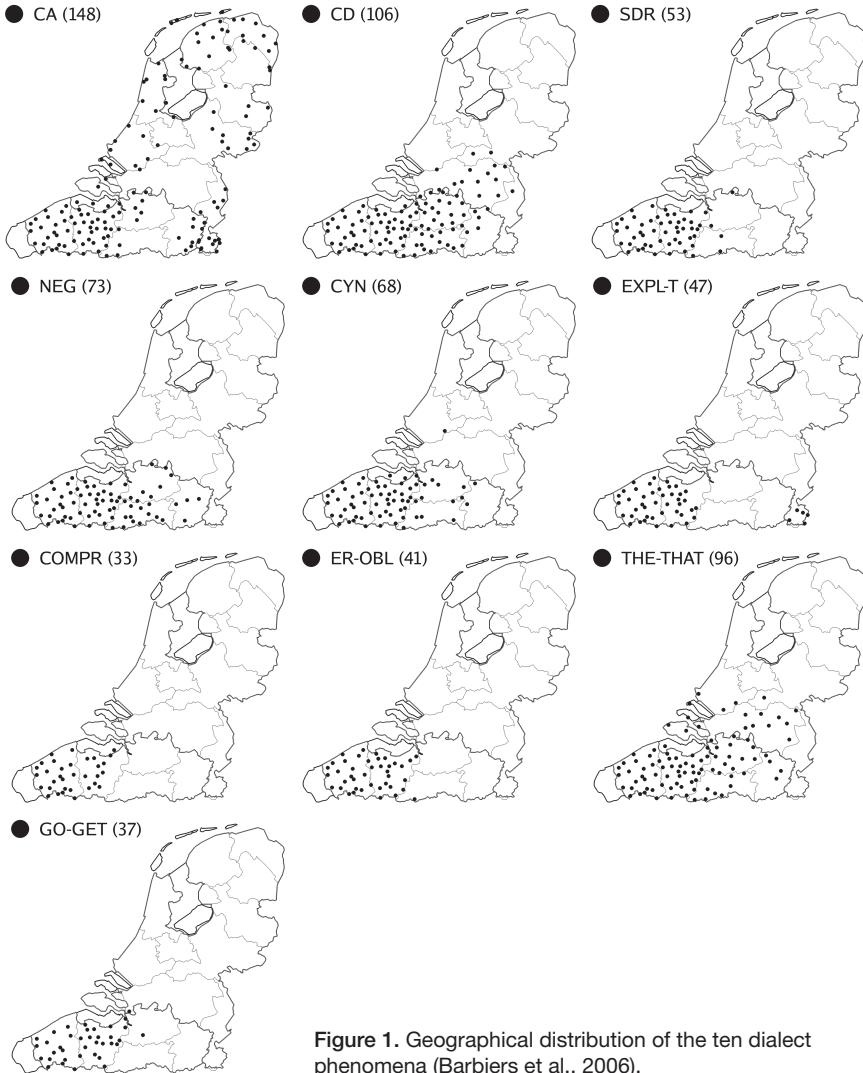 CA (148)
CD (106)
SDR (53)
NEG (73)
CYN (68)
EXPL-T (47)
COMPR (33)
ER-OBL (41)
THE-THAT (96)
GO-GET (37)
Figure 1. Geographical distribution of the ten dialect
phenomena (Barbiers et al., 2006).